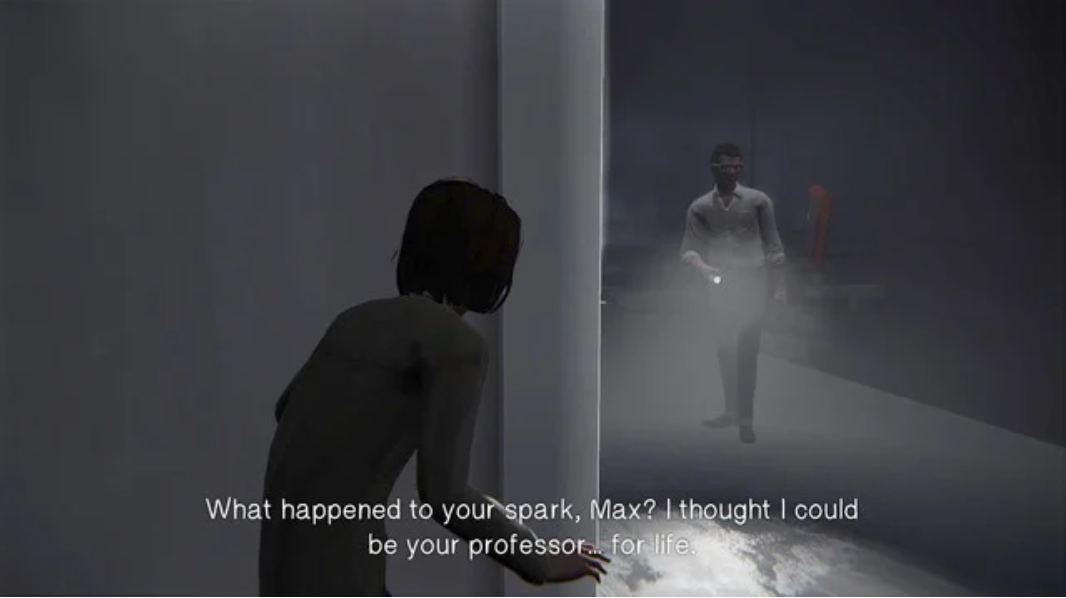 What happened to your spark, Max? I thought I could
be your professor... for life.